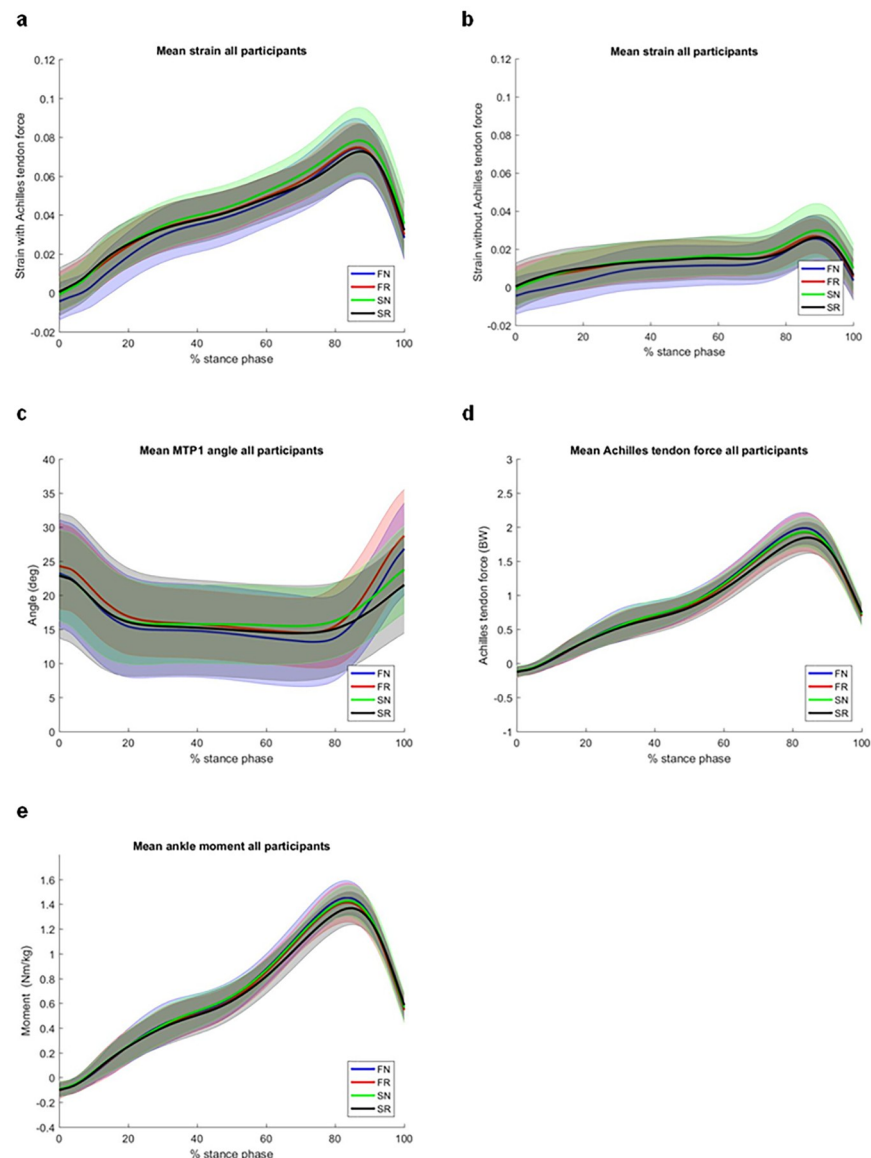 a
Mean strain all participants
Strain with Achilles tendon force
0.12
0.1
0.08
0.06
0.04
0.02
0
-0.02
0 20 40 60 80 100
% stance phase
FN
FR
SN
SR
b
Mean strain all participants
Strain without Achilles tendon force
0.12
0.1
0.08
0.06
0.04
0.02
0
-0.02
0 20 40 60 80 100
% stance phase
FN
FR
SN
SR
c
Mean MTP1 angle all participants
Angle (deg)
40
35
30
25
20
15
10
5
0
0 20 40 60 80 100
% stance phase
FN
FR
SN
SR
d
Mean Achilles tendon force all participants
Achilles tendon force (BW)
3
2.5
2
1.5
1
0.5
0
-0.5
-1
0 20 40 60 80 100
% stance phase
FN
FR
SN
SR
e
Mean ankle moment all participants
Moment (Nm/kg)
1.6
1.4
1.2
1
0.8
0.6
0.4
0.2
0
-0.2
-0.4
0 20 40 60 80 100
% stance phase
FN
FR
SN
SR